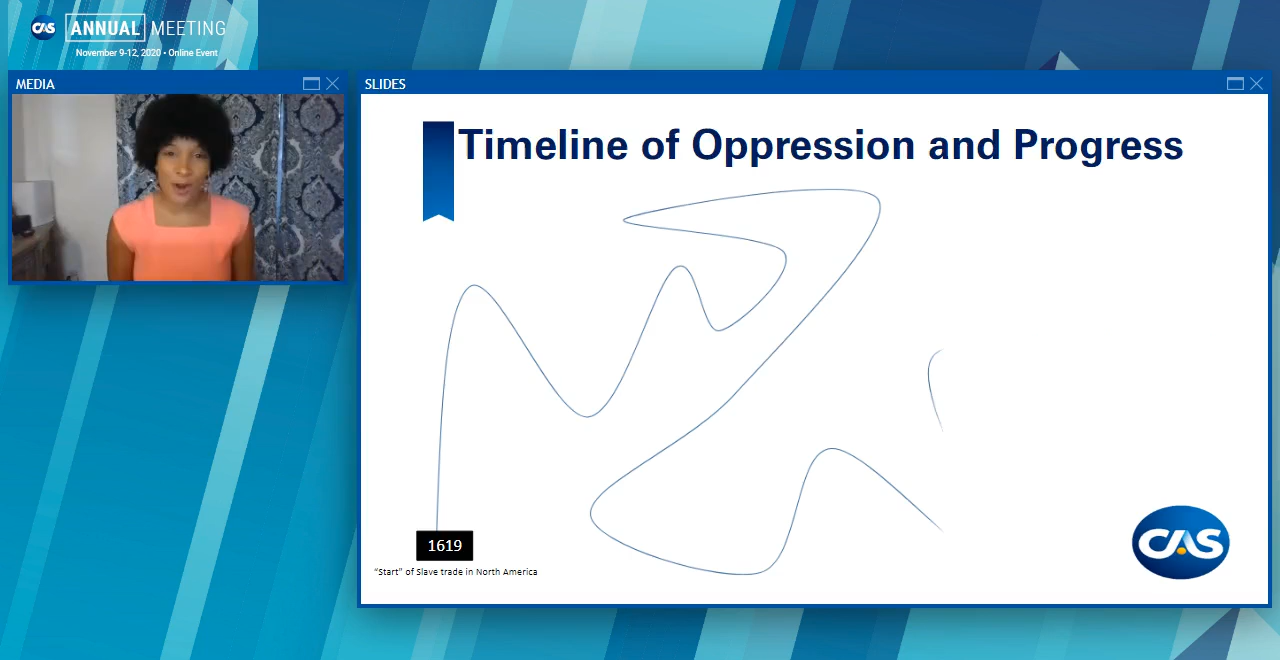 CAS ANNUAL MEETING
November 9-12, 2020 • Online Event
MEDIA
SLIDES
Timeline of Oppression and Progress
1619
“Start” of Slave trade in North America
CAS